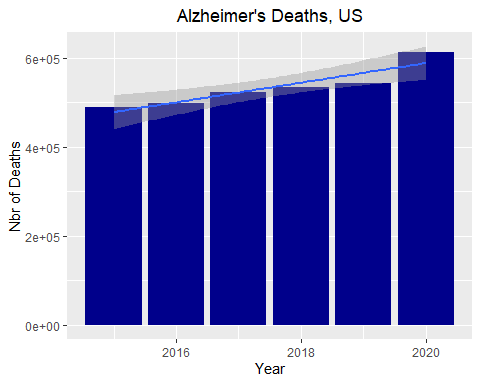 Alzheimer's Deaths, US
6e+05
4e+05
2e+05
0e+00
Nbr of Deaths
2016 2018 2020
Year